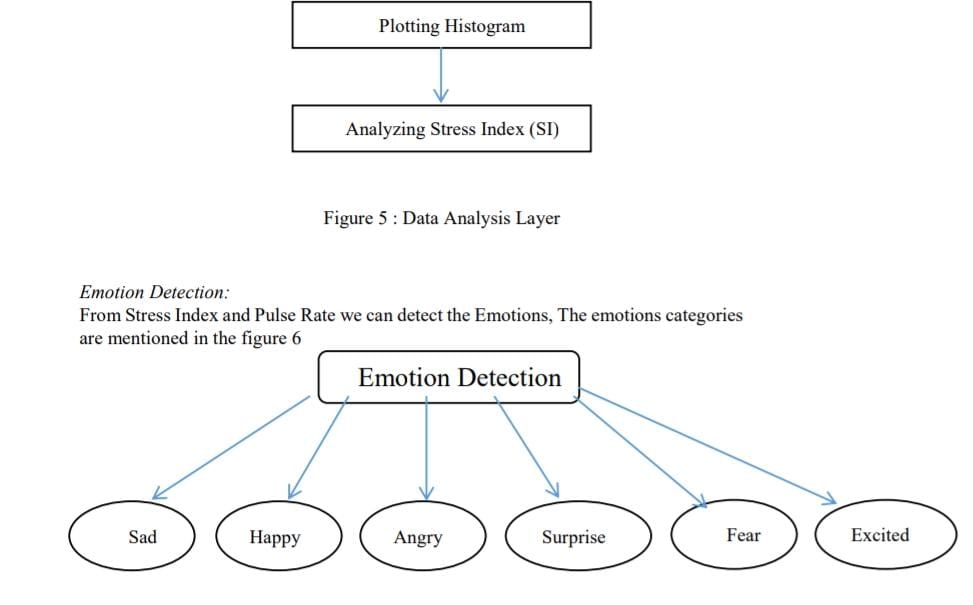 Plotting Histogram
Analyzing Stress Index (SI)
Figure 5 : Data Analysis Layer
Emotion Detection:
From Stress Index and Pulse Rate we can detect the Emotions, The emotions categories
are mentioned in the figure 6
Emotion Detection
Sad
Happy
Angry
Surprise
Fear
Excited